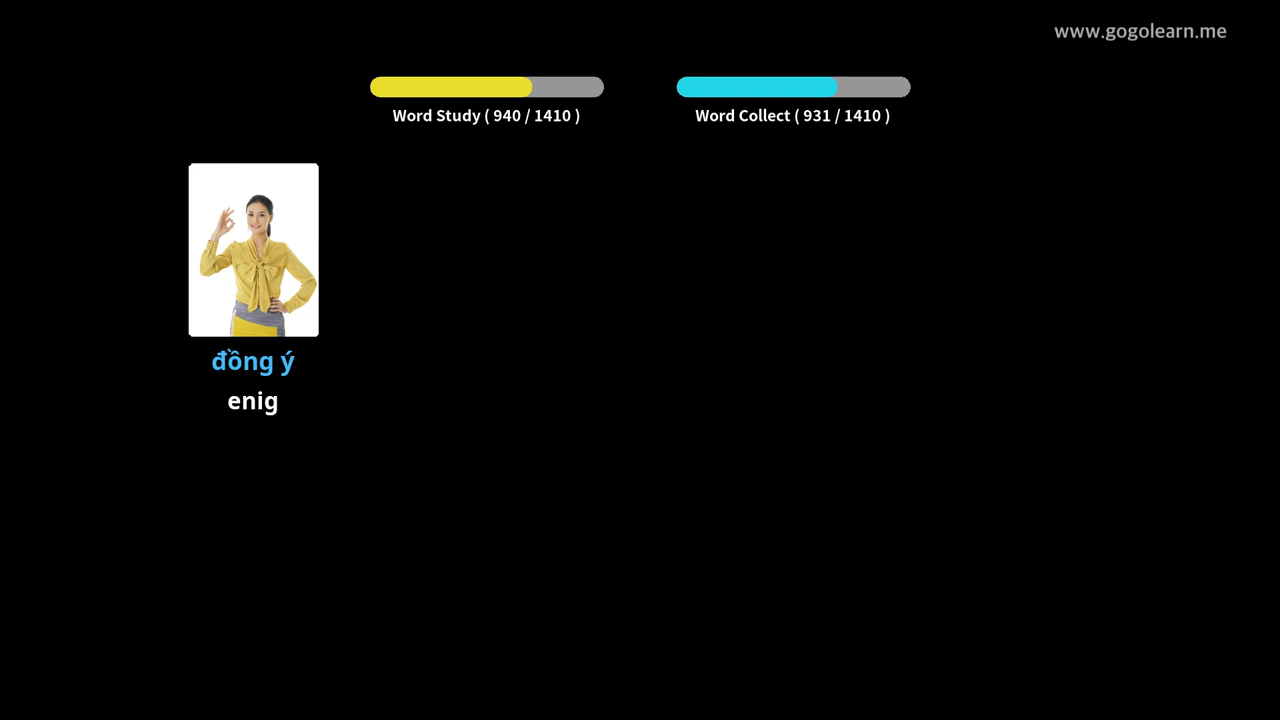 www.gogolearn.me
Word Study ( 940 / 1410 )
Word Collect ( 931 / 1410 )
đồng ý
enig